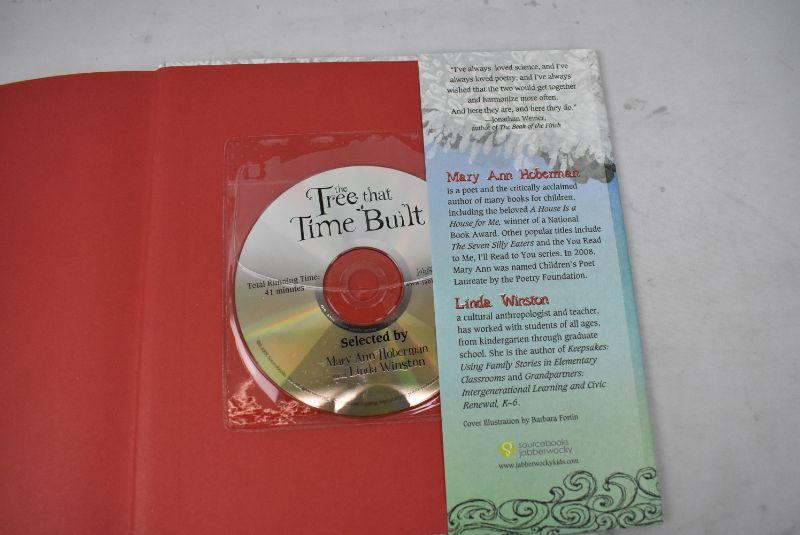 the
Tree that
Time Built
Total Running Time:
41 minutes
Selected by
Mary Ann Hoberman
Linda Winston
"I've always loved science, and I've
always loved poetry, and I've always
wished that the two would get together
and harmonize more often.
And here they are, and here they do."
—Jonathan Weiner,
author of The Book of the Finch
Mary Ann Hoberman
is a poet and the critically acclaimed
author of many books for children,
including the beloved A House Is a
House for Me, winner of a National
Book Award. Other popular titles include
The Seven Silly Eaters and the You Read
to Me, I'll Read to You series. In 2008,
Mary Ann was named Children's Poet
Laureate by the Poetry Foundation.
Linda Winston
a cultural anthropologist and teacher,
has worked with students of all ages,
from kindergarten through graduate
school. She is the author of Keepsakes:
Using Family Stories in Elementary
Classrooms and Grandpartners:
Intergenerational Learning and Civic
Renewal, K–6.
Cover Illustration by Barbara Fortin
sourcebooks
jabberwocky
www.jabberwockykids.com